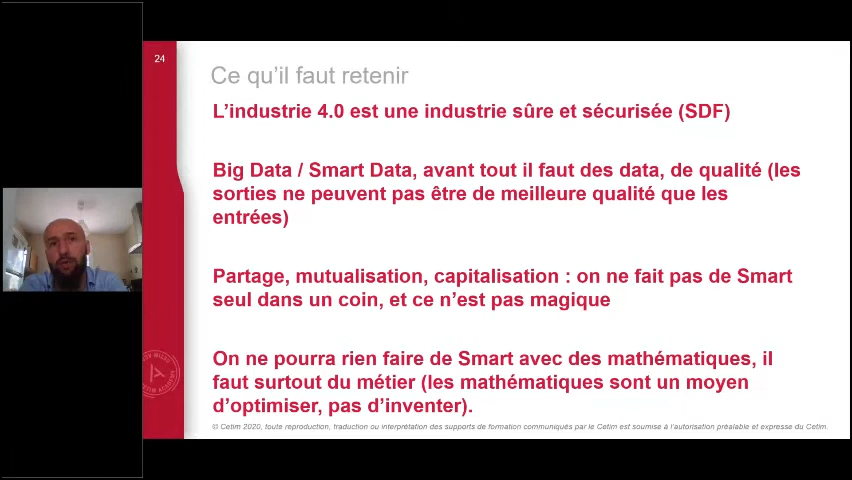 24
Ce qu'il faut retenir
L'industrie 4.0 est une industrie sûre et sécurisée (SDF)
Big Data / Smart Data, avant tout il faut des data, de qualité (les
sorties ne peuvent pas être de meilleure qualité que les
entrées)
Partage, mutualisation, capitalisation : on ne fait pas de Smart
seul dans un coin, et ce n'est pas magique
On ne pourra rien faire de Smart avec des mathématiques, il
faut surtout du métier (les mathématiques sont un moyen
d'optimiser, pas d'inventer).
© Cetim 2020, toute reproduction, traduction ou interprétation des supports de formation communiqués par le Cetim est soumise à l'autorisation préalable et expresse du Cetim.